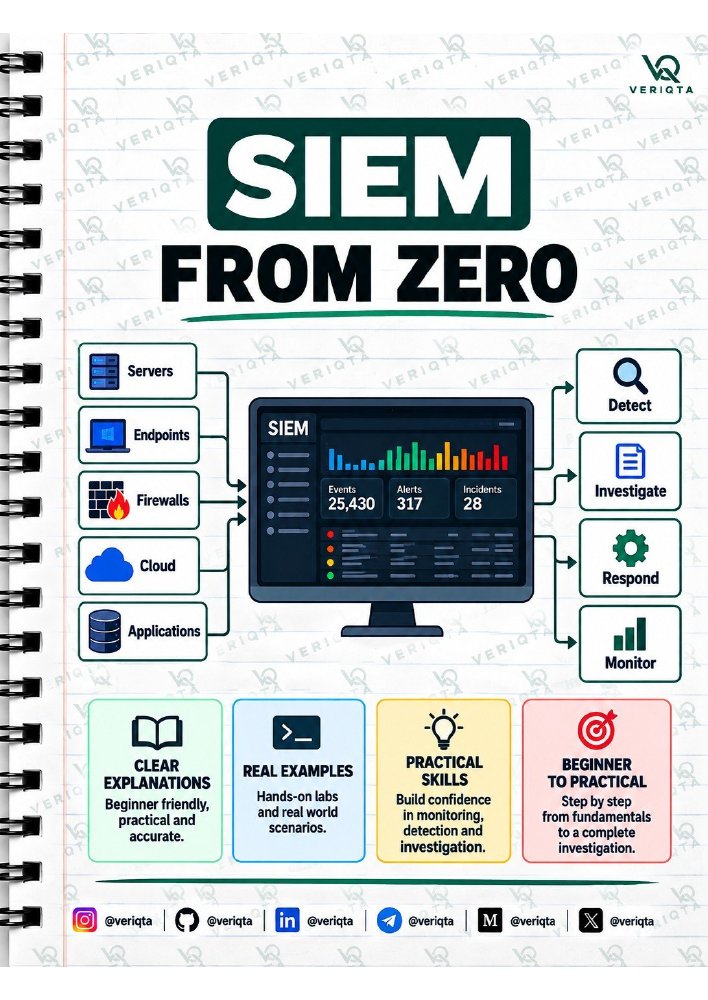 VERIQTA
SIEM
FROM ZERO
Servers
Endpoints
Firewalls
Cloud
Applications
SIEM
Events
25,430
Alerts
317
Incidents
28
Detect
Investigate
Respond
Monitor
CLEAR
EXPLANATIONS
Beginner friendly,
practical and
accurate.
REAL EXAMPLES
Hands-on labs
and real world
scenarios.
PRACTICAL
SKILLS
Build confidence
in monitoring,
detection and
investigation.
BEGINNER
TO PRACTICAL
Step by step
from fundamentals
to a complete
investigation.
@veriqta
@veriqta
@veriqta
@veriqta
M @veriqta
X @veriqta